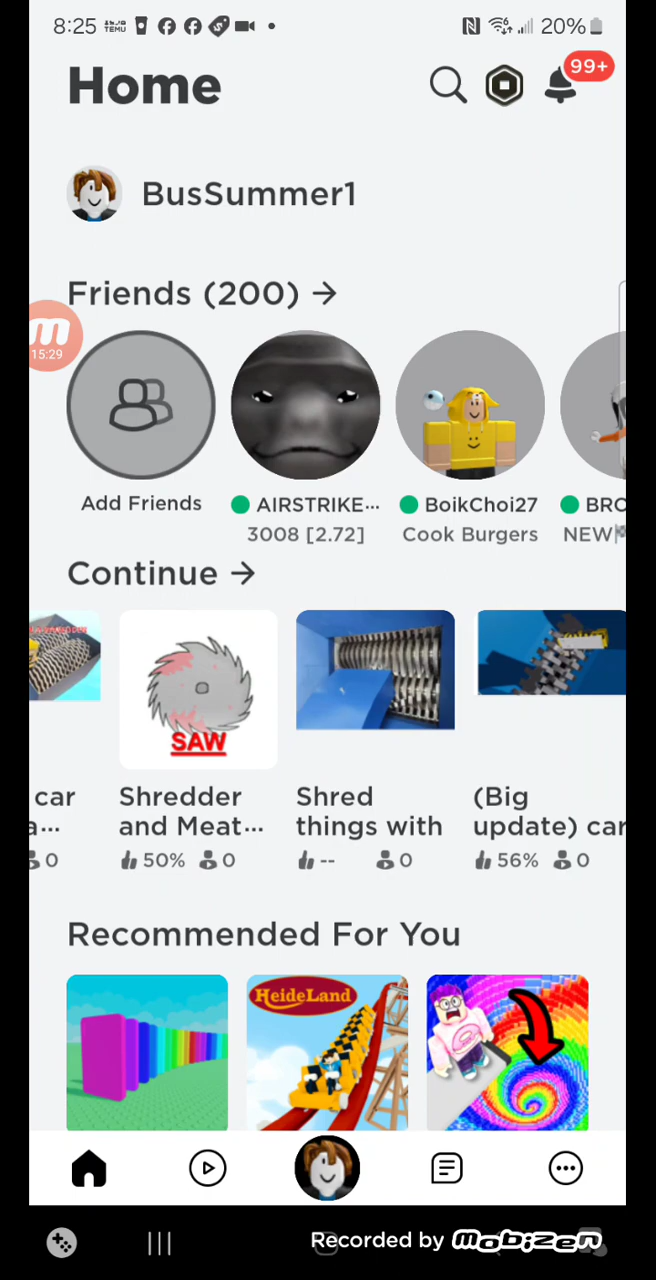 8:25 TEMU 20%
Home 99+
BusSummer1
Friends (200) →
m
15:29
Add Friends AIRSTRIKE··· BoikChoi27 BRO
3008 [2.72] Cook Burgers NEW
Continue →
SAW
car Shredder Shred (Big
a··· and Meat··· things with update) car
0 50% 0 -- 0 56% 0
Recommended For You
HeideLand
Recorded by mobizen